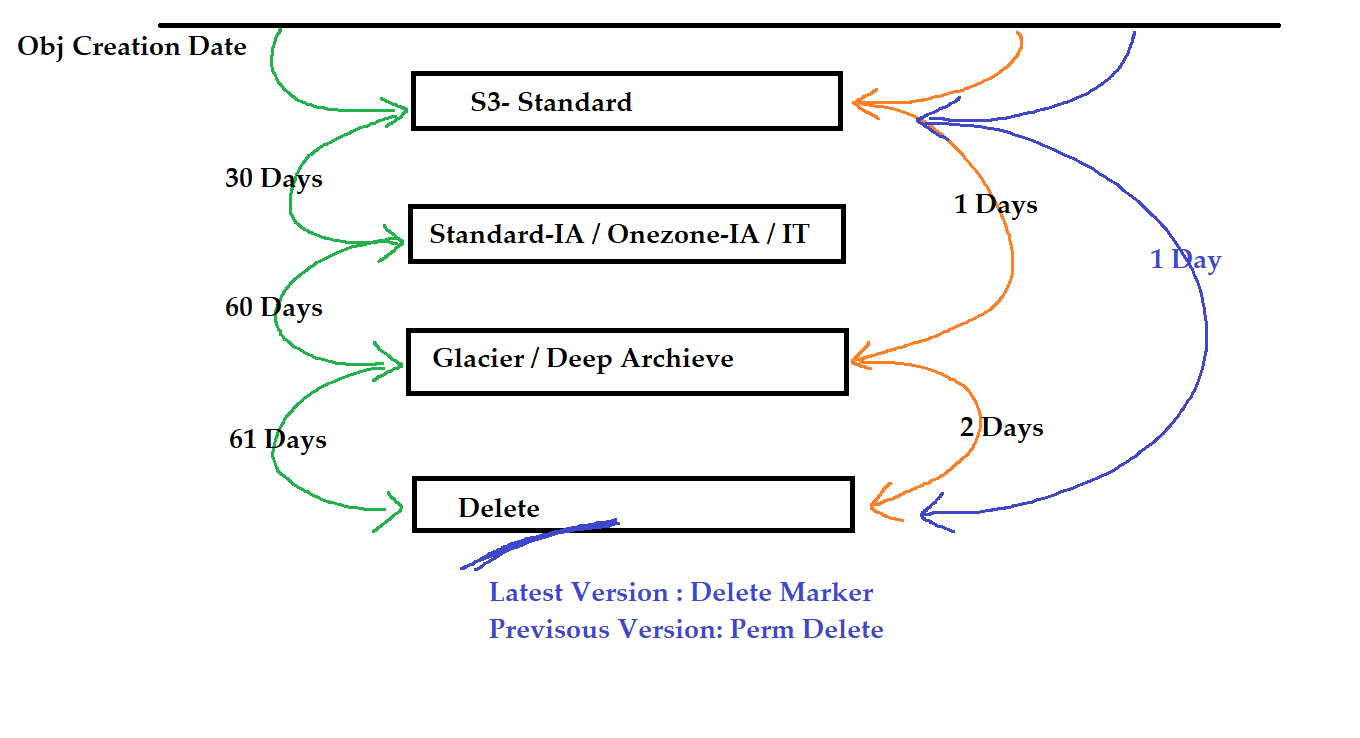 Obj Creation Date
S3- Standard
30 Days
1 Days
Standard-IA / Onezone-IA / IT
1 Day
60 Days
Glacier / Deep Archieve
61 Days
2 Days
Delete
Latest Version : Delete Marker
Previsous Version: Perm Delete